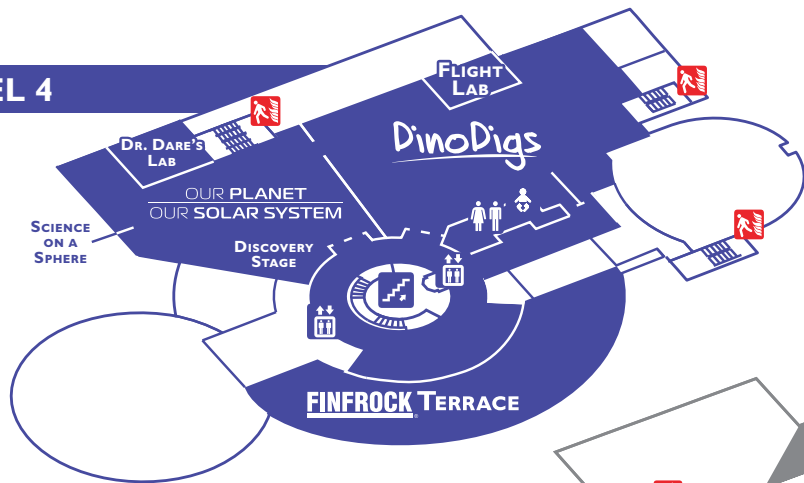 EL 4
FLIGHT
LAB
DR. DARE'S
LAB
DinoDigs
OUR PLANET
OUR SOLAR SYSTEM
SCIENCE
ON A
SPHERE
DISCOVERY
STAGE
FINFROCK TERRACE